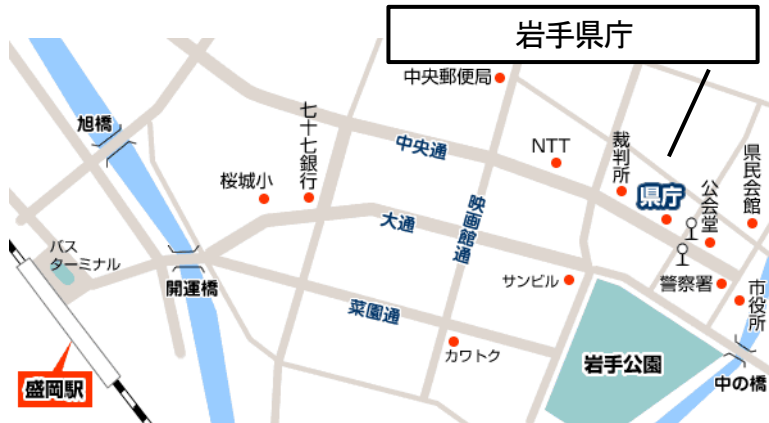 岩手県庁
中央郵便局
旭橋
七十七銀行
中央通
NTT
裁判所
県民会館
桜城小
映画館通
県庁
公会堂
大通
バス
ターミナル
開運橋
サンビル
警察署
市役所
菜園通
カワトク
岩手公園
盛岡駅
中の橋